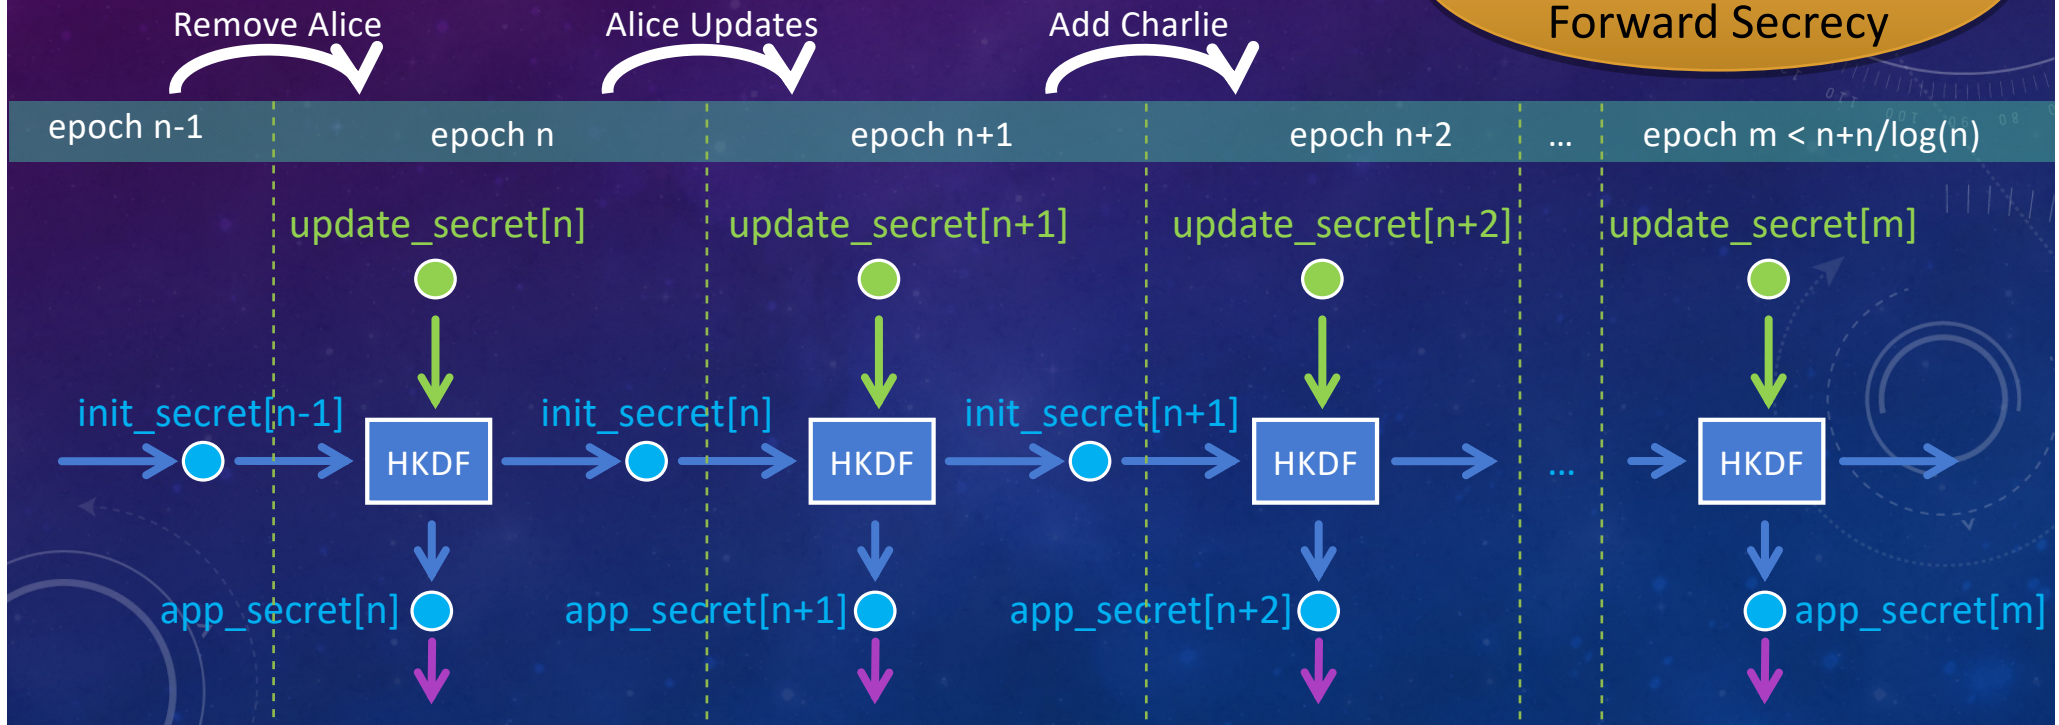 Remove Alice
Alice Updates
Add Charlie
Forward Secrecy
epoch n-1
epoch n
epoch n+1
epoch n+2
...
epoch m < n+n/log(n)
update_secret[n]
update_secret[n+1]
update_secret[n+2]
update_secret[m]
init_secret[n-1]
init_secret[n]
init_secret[n+1]
HKDF
HKDF
HKDF
...
HKDF
app_secret[n]
app_secret[n+1]
app_secret[n+2]
app_secret[m]